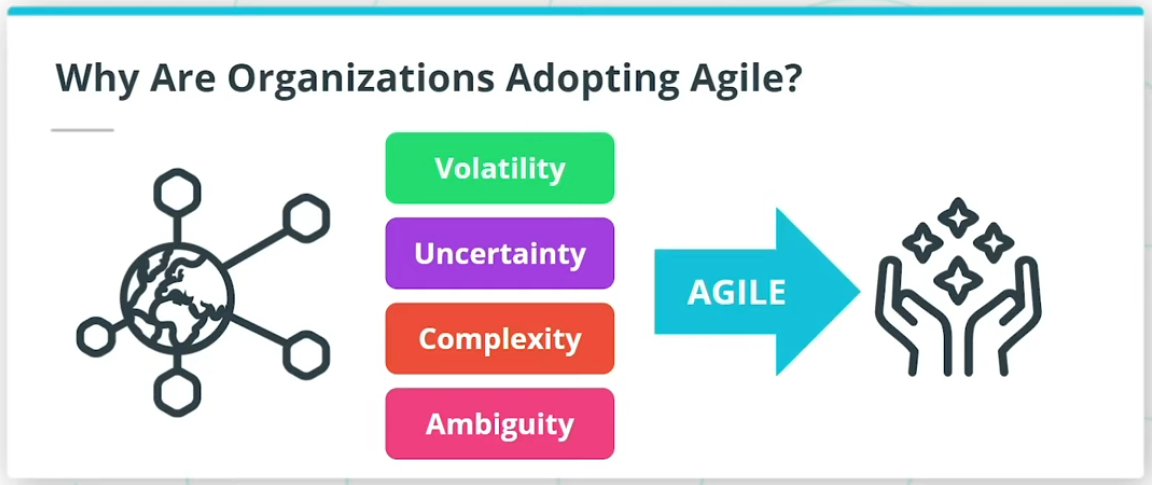 Why Are Organizations Adopting Agile?
Volatility
Uncertainty
Complexity
Ambiguity
AGILE